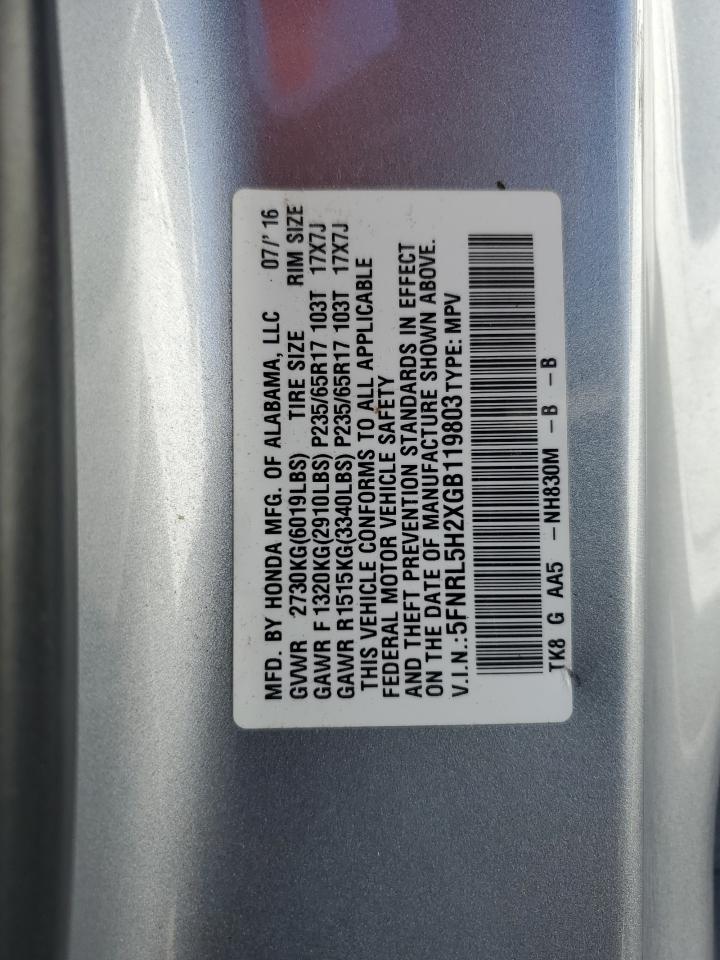 MFD. BY HONDA MFG. OF ALABAMA, LLC 07/' 16
GVWR 2730KG(6019LBS) TIRE SIZE RIM SIZE
GAWR F 1320KG(2910LBS) P235/65R17 103T 17X7J
GAWR R1515KG(3340LBS) P235/65R17 103T 17X7J
THIS VEHICLE CONFORMS TO ALL APPLICABLE
FEDERAL MOTOR VEHICLE SAFETY
AND THEFT PREVENTION STANDARDS IN EFFECT
ON THE DATE OF MANUFACTURE SHOWN ABOVE.
V.I.N.:5FNRL5H2XGB119803 TYPE: MPV
TK8 G AA5 -NH830M -B -B